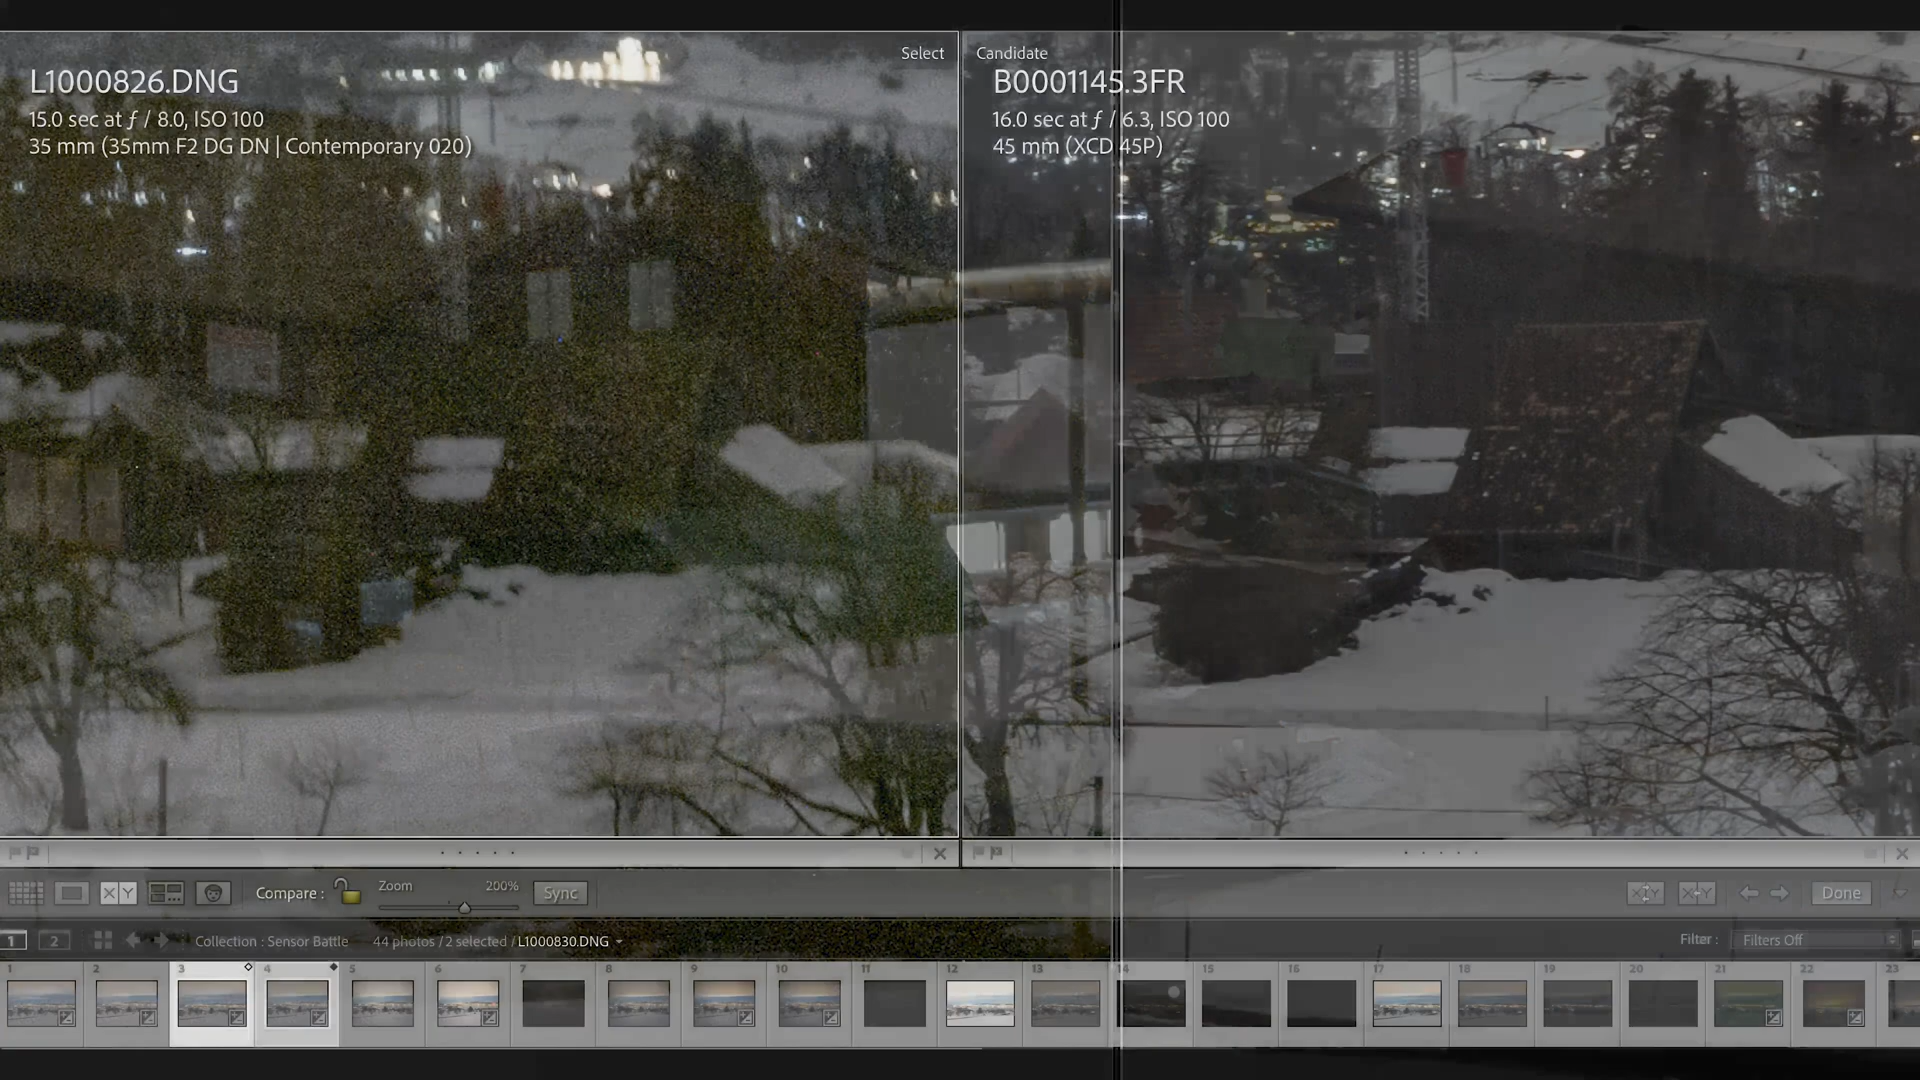 Select
L1000826.DNG
15.0 sec at ƒ / 8.0, ISO 100
35 mm (35mm F2 DG DN | Contemporary 020)
Candidate
B0001145.3FR
16.0 sec at ƒ / 6.3, ISO 100
45 mm (XCD 45P)
X Y
Compare :
Zoom 200%
Sync
Done
1 2
Collection : Sensor Battle 44 photos / 2 selected / L1000830.DNG
Filter : Filters Off
1 2 3 4 5 6 7 8 9 10 11 12 13 14 15 16 17 18 19 20 21 22 23